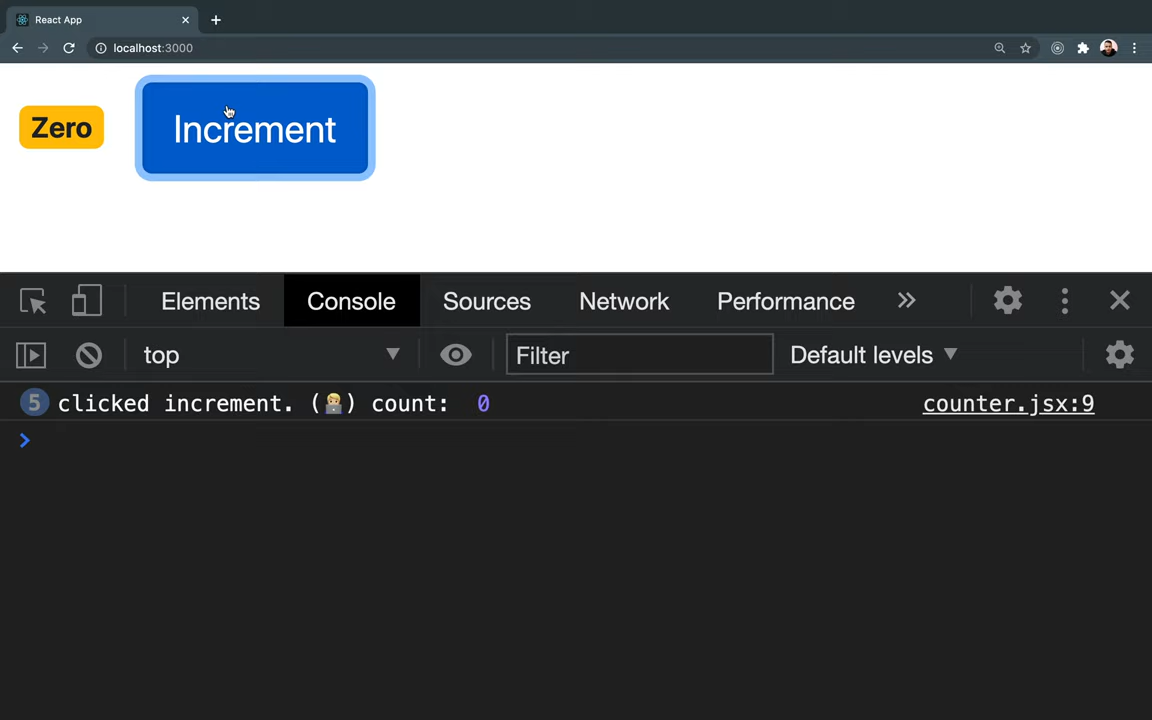 React App
localhost:3000
Zero
Increment
Elements Console Sources Network Performance
top Filter Default levels
5 clicked increment. (👨🏼‍💻) count: 0 counter.jsx:9